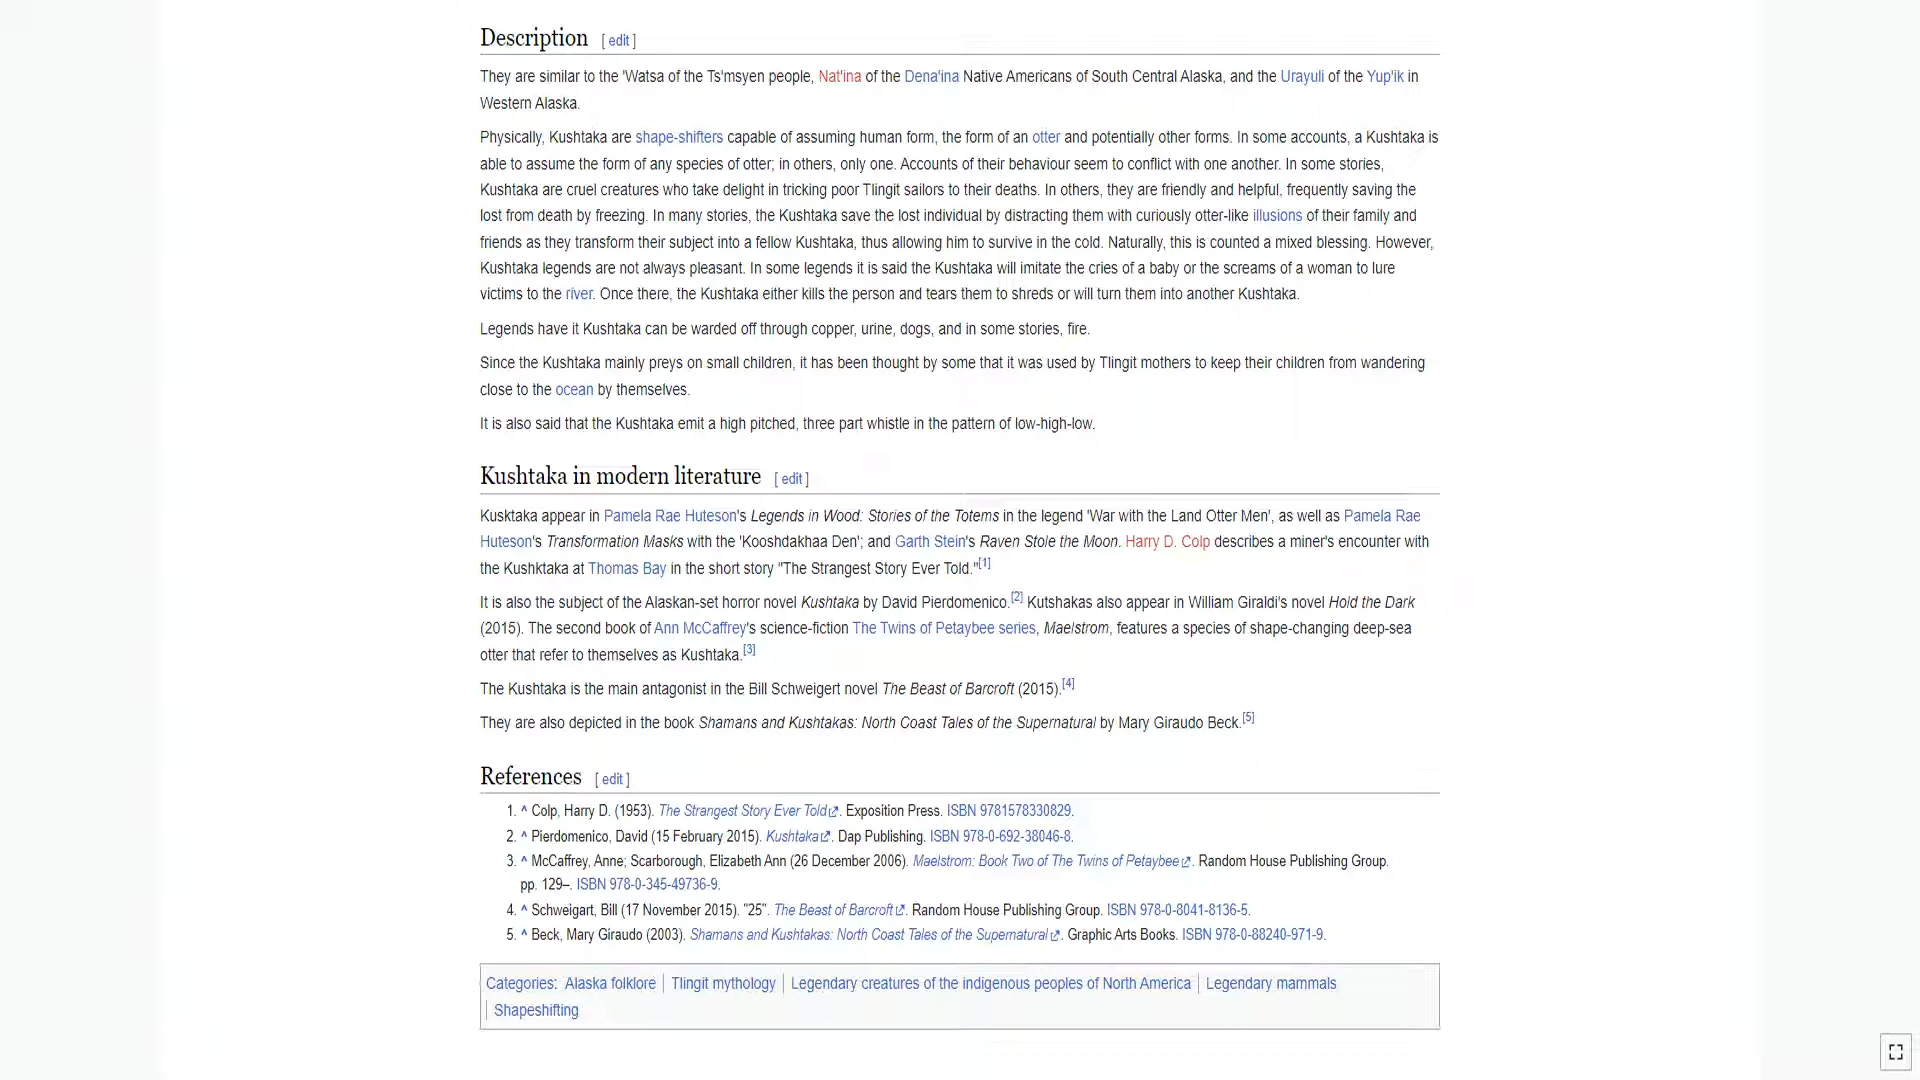 Description [ edit ]
They are similar to the 'Watsa of the Ts'msyen people, Nat'ina of the Dena'ina Native Americans of South Central Alaska, and the Urayuli of the Yup'ik in
Western Alaska.
Physically, Kushtaka are shape-shifters capable of assuming human form, the form of an otter and potentially other forms. In some accounts, a Kushtaka is
able to assume the form of any species of otter; in others, only one. Accounts of their behaviour seem to conflict with one another. In some stories,
Kushtaka are cruel creatures who take delight in tricking poor Tlingit sailors to their deaths. In others, they are friendly and helpful, frequently saving the
lost from death by freezing. In many stories, the Kushtaka save the lost individual by distracting them with curiously otter-like illusions of their family and
friends as they transform their subject into a fellow Kushtaka, thus allowing him to survive in the cold. Naturally, this is counted a mixed blessing. However,
Kushtaka legends are not always pleasant. In some legends it is said the Kushtaka will imitate the cries of a baby or the screams of a woman to lure
victims to the river. Once there, the Kushtaka either kills the person and tears them to shreds or will turn them into another Kushtaka.
Legends have it Kushtaka can be warded off through copper, urine, dogs, and in some stories, fire.
Since the Kushtaka mainly preys on small children, it has been thought by some that it was used by Tlingit mothers to keep their children from wandering
close to the ocean by themselves.
It is also said that the Kushtaka emit a high pitched, three part whistle in the pattern of low-high-low.
Kushtaka in modern literature [ edit ]
Kusktaka appear in Pamela Rae Huteson's Legends in Wood: Stories of the Totems in the legend 'War with the Land Otter Men', as well as Pamela Rae
Huteson's Transformation Masks with the 'Kooshdakhaa Den'; and Garth Stein's Raven Stole the Moon. Harry D. Colp describes a miner's encounter with
the Kushktaka at Thomas Bay in the short story "The Strangest Story Ever Told."[1]
It is also the subject of the Alaskan-set horror novel Kushtaka by David Pierdomenico.[2] Kutshakas also appear in William Giraldi's novel Hold the Dark
(2015). The second book of Ann McCaffrey's science-fiction The Twins of Petaybee series, Maelstrom, features a species of shape-changing deep-sea
otter that refer to themselves as Kushtaka.[3]
The Kushtaka is the main antagonist in the Bill Schweigert novel The Beast of Barcroft (2015).[4]
They are also depicted in the book Shamans and Kushtakas: North Coast Tales of the Supernatural by Mary Giraudo Beck.[5]
References [ edit ]
1. ^ Colp, Harry D. (1953). The Strangest Story Ever Told. Exposition Press. ISBN 9781578330829.
2. ^ Pierdomenico, David (15 February 2015). Kushtaka. Dap Publishing. ISBN 978-0-692-38046-8.
3. ^ McCaffrey, Anne; Scarborough, Elizabeth Ann (26 December 2006). Maelstrom: Book Two of The Twins of Petaybee. Random House Publishing Group.
pp. 129–. ISBN 978-0-345-49736-9.
4. ^ Schweigart, Bill (17 November 2015). "25". The Beast of Barcroft. Random House Publishing Group. ISBN 978-0-8041-8136-5.
5. ^ Beck, Mary Giraudo (2003). Shamans and Kushtakas: North Coast Tales of the Supernatural. Graphic Arts Books. ISBN 978-0-88240-971-9.
Categories: Alaska folklore | Tlingit mythology | Legendary creatures of the indigenous peoples of North America | Legendary mammals
| Shapeshifting